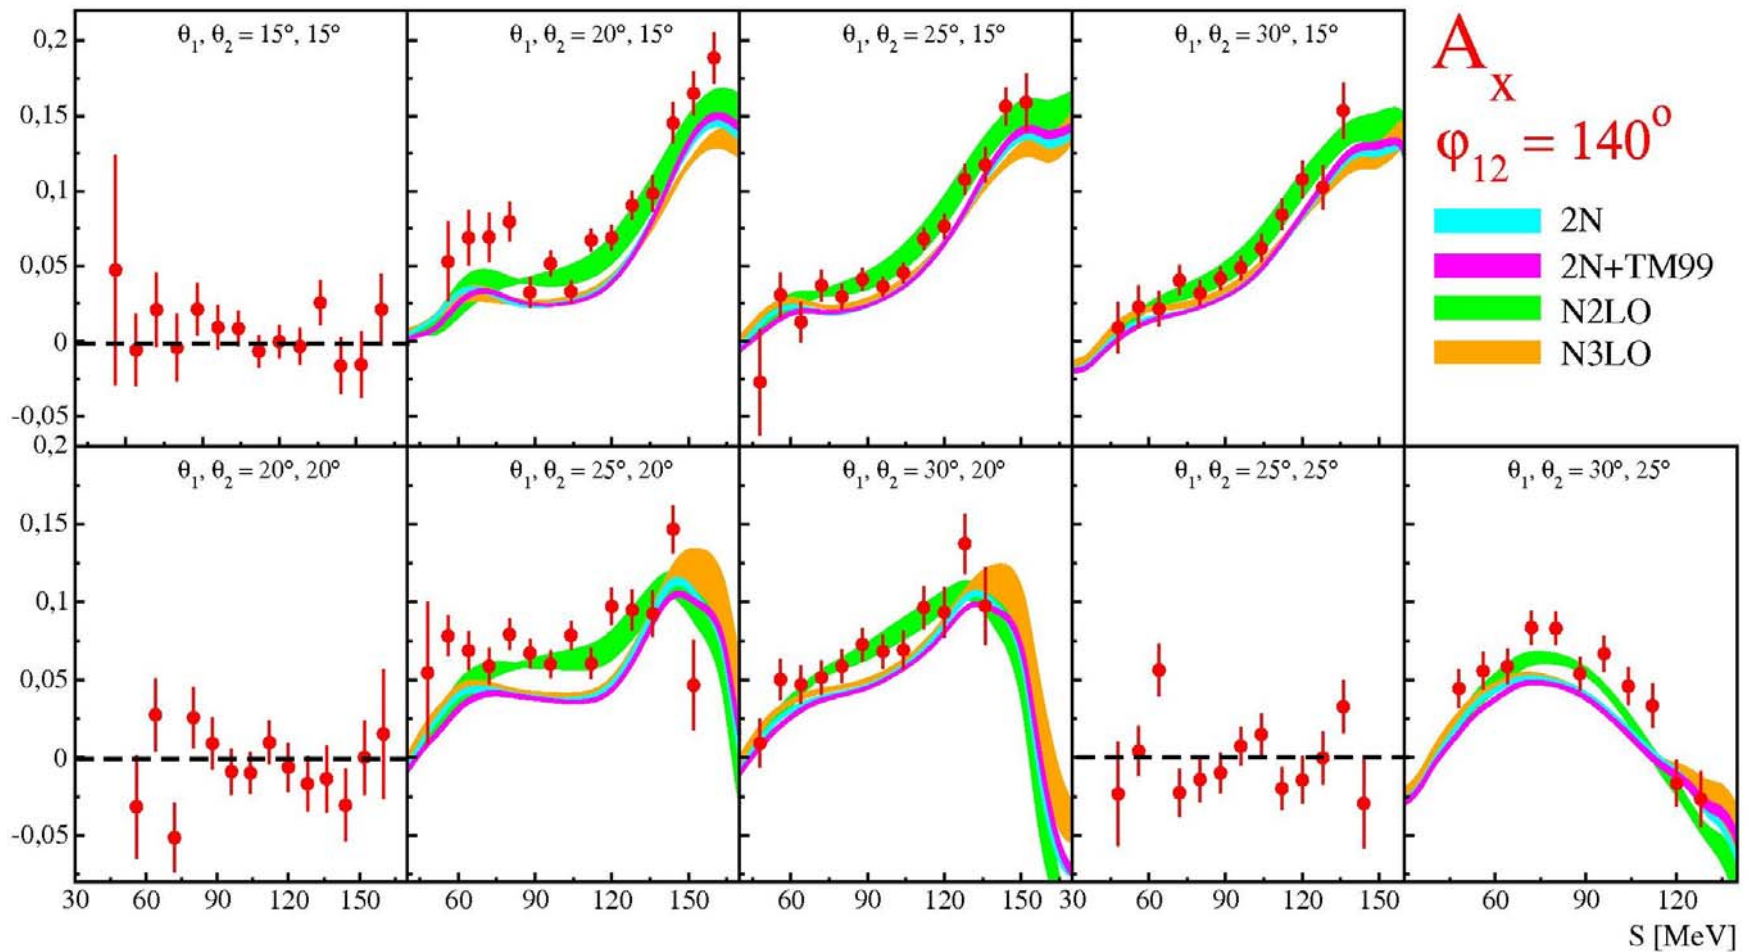 θ₁, θ₂ = 15°, 15°
θ₁, θ₂ = 20°, 15°
θ₁, θ₂ = 25°, 15°
θ₁, θ₂ = 30°, 15°
Aₓ
φ₁₂ = 140°
2N
2N+TM99
N2LO
N3LO
0,2
0,15
0,1
0,05
0
-0,05
0,2
θ₁, θ₂ = 20°, 20°
θ₁, θ₂ = 25°, 20°
θ₁, θ₂ = 30°, 20°
θ₁, θ₂ = 25°, 25°
θ₁, θ₂ = 30°, 25°
0,15
0,1
0,05
0
-0,05
30 60 90 120 150 60 90 120 150 60 90 120 150 30 60 90 120 150 60 90 120
S [MeV]